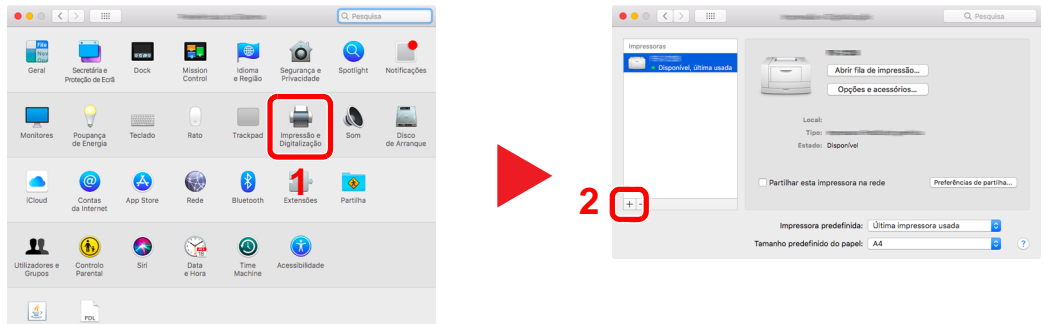 Pesquisa
File
New
Opo
Geral
Secretária e
Proteção de Ecrã
Dock
Mission
Control
Idioma
e Região
Segurança e
Privacidade
Spotlight
Notificações
Monitores
Poupança
de Energia
Teclado
Rato
Trackpad
Impressão e
Digitalização
Som
Disco
de Arranque
1
iCloud
Contas
da Internet
App Store
Rede
Bluetooth
Extensões
Partilha
Utilizadores e
Grupos
Controlo
Parental
Siri
18
Data
e Hora
Time
Machine
Acessibilidade
PDL
Pesquisa
Impressoras
Disponível, última usada
Abrir fila de impressão...
Opções e acessórios...
Local:
Tipo:
Estado: Disponível
Partilhar esta impressora na rede
Preferências de partilha...
2
+ -
Impressora predefinida: Última impressora usada
Tamanho predefinido do papel: A4
?